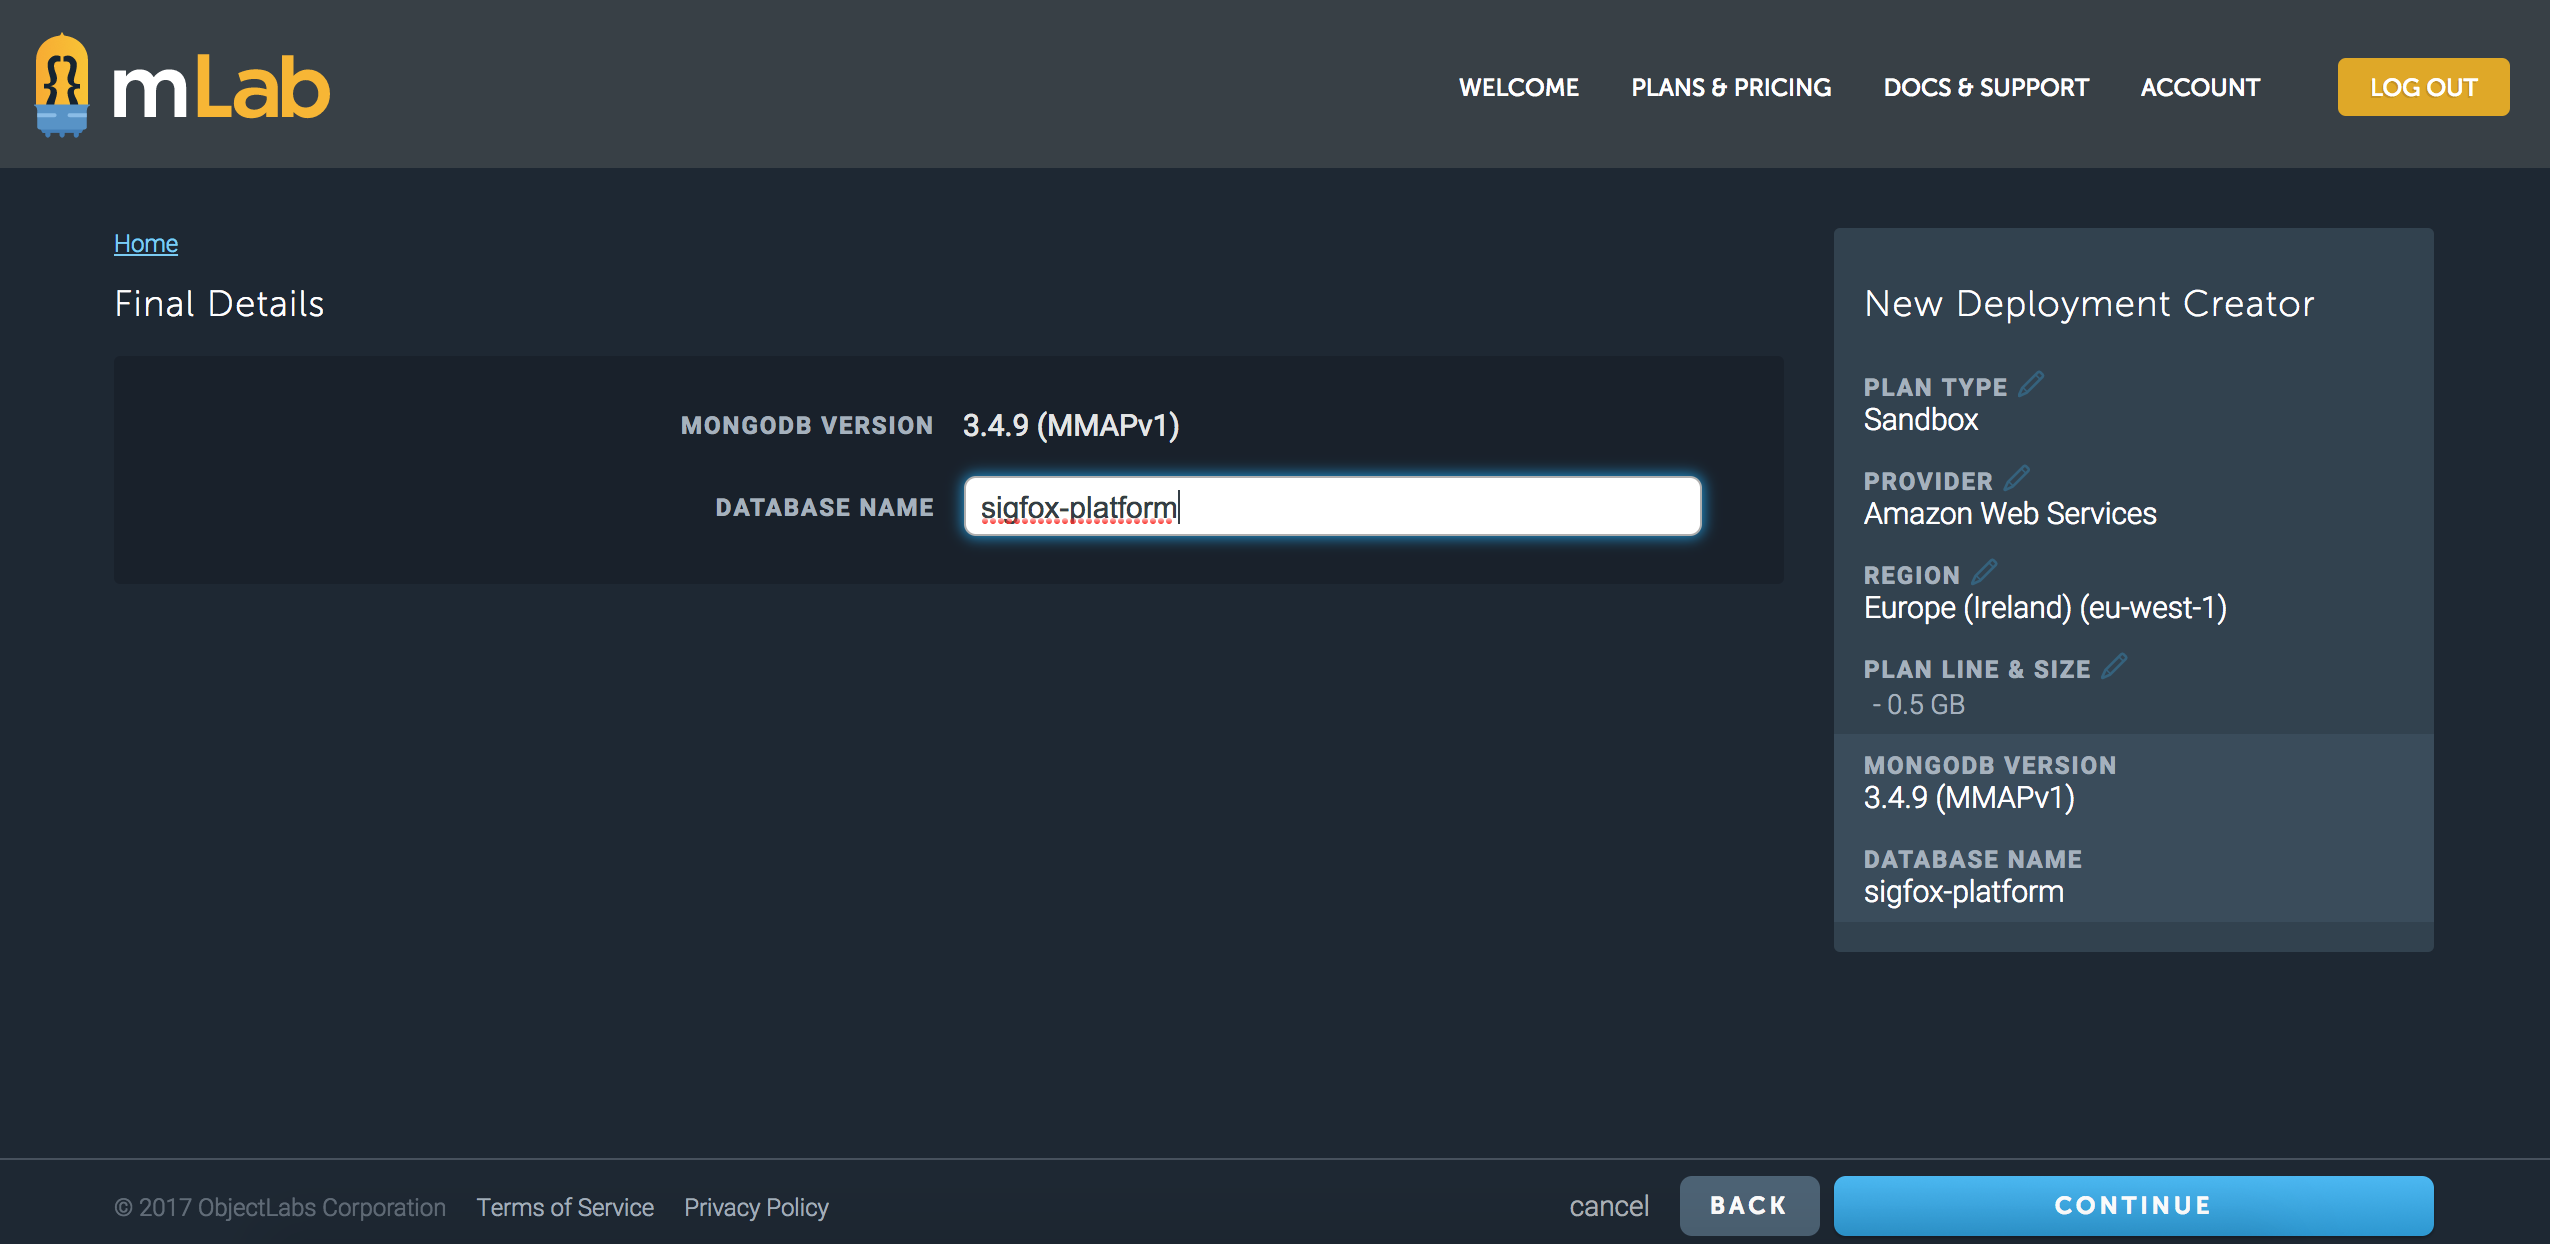 mLab
WELCOME
PLANS & PRICING
DOCS & SUPPORT
ACCOUNT
LOG OUT
Home
Final Details
MONGODB VERSION 3.4.9 (MMAPv1)
DATABASE NAME sigfox-platform
New Deployment Creator
PLAN TYPE
Sandbox
PROVIDER
Amazon Web Services
REGION
Europe (Ireland) (eu-west-1)
PLAN LINE & SIZE
- 0.5 GB
MONGODB VERSION
3.4.9 (MMAPv1)
DATABASE NAME
sigfox-platform
© 2017 ObjectLabs Corporation
Terms of Service
Privacy Policy
cancel
BACK
CONTINUE